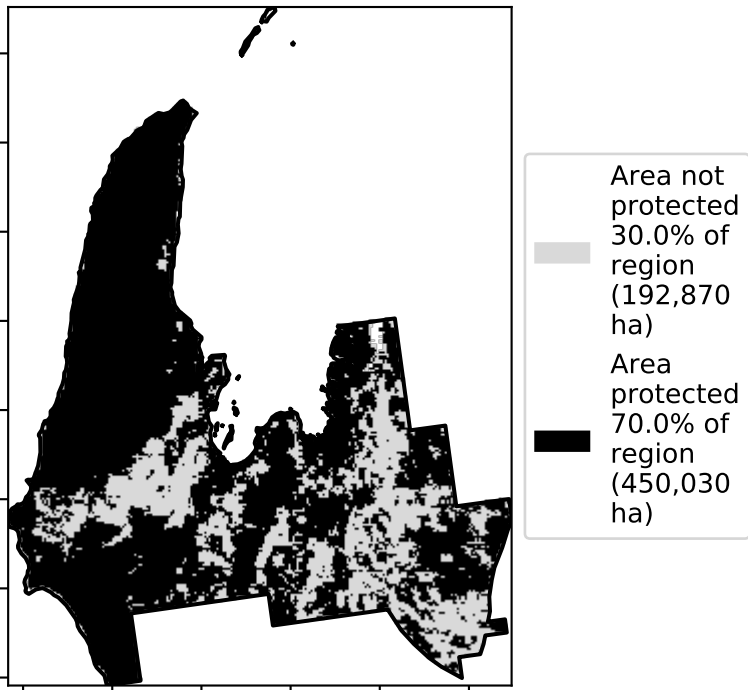 Area not
protected
30.0% of
region
(192,870
ha)
Area
protected
70.0% of
region
(450,030
ha)